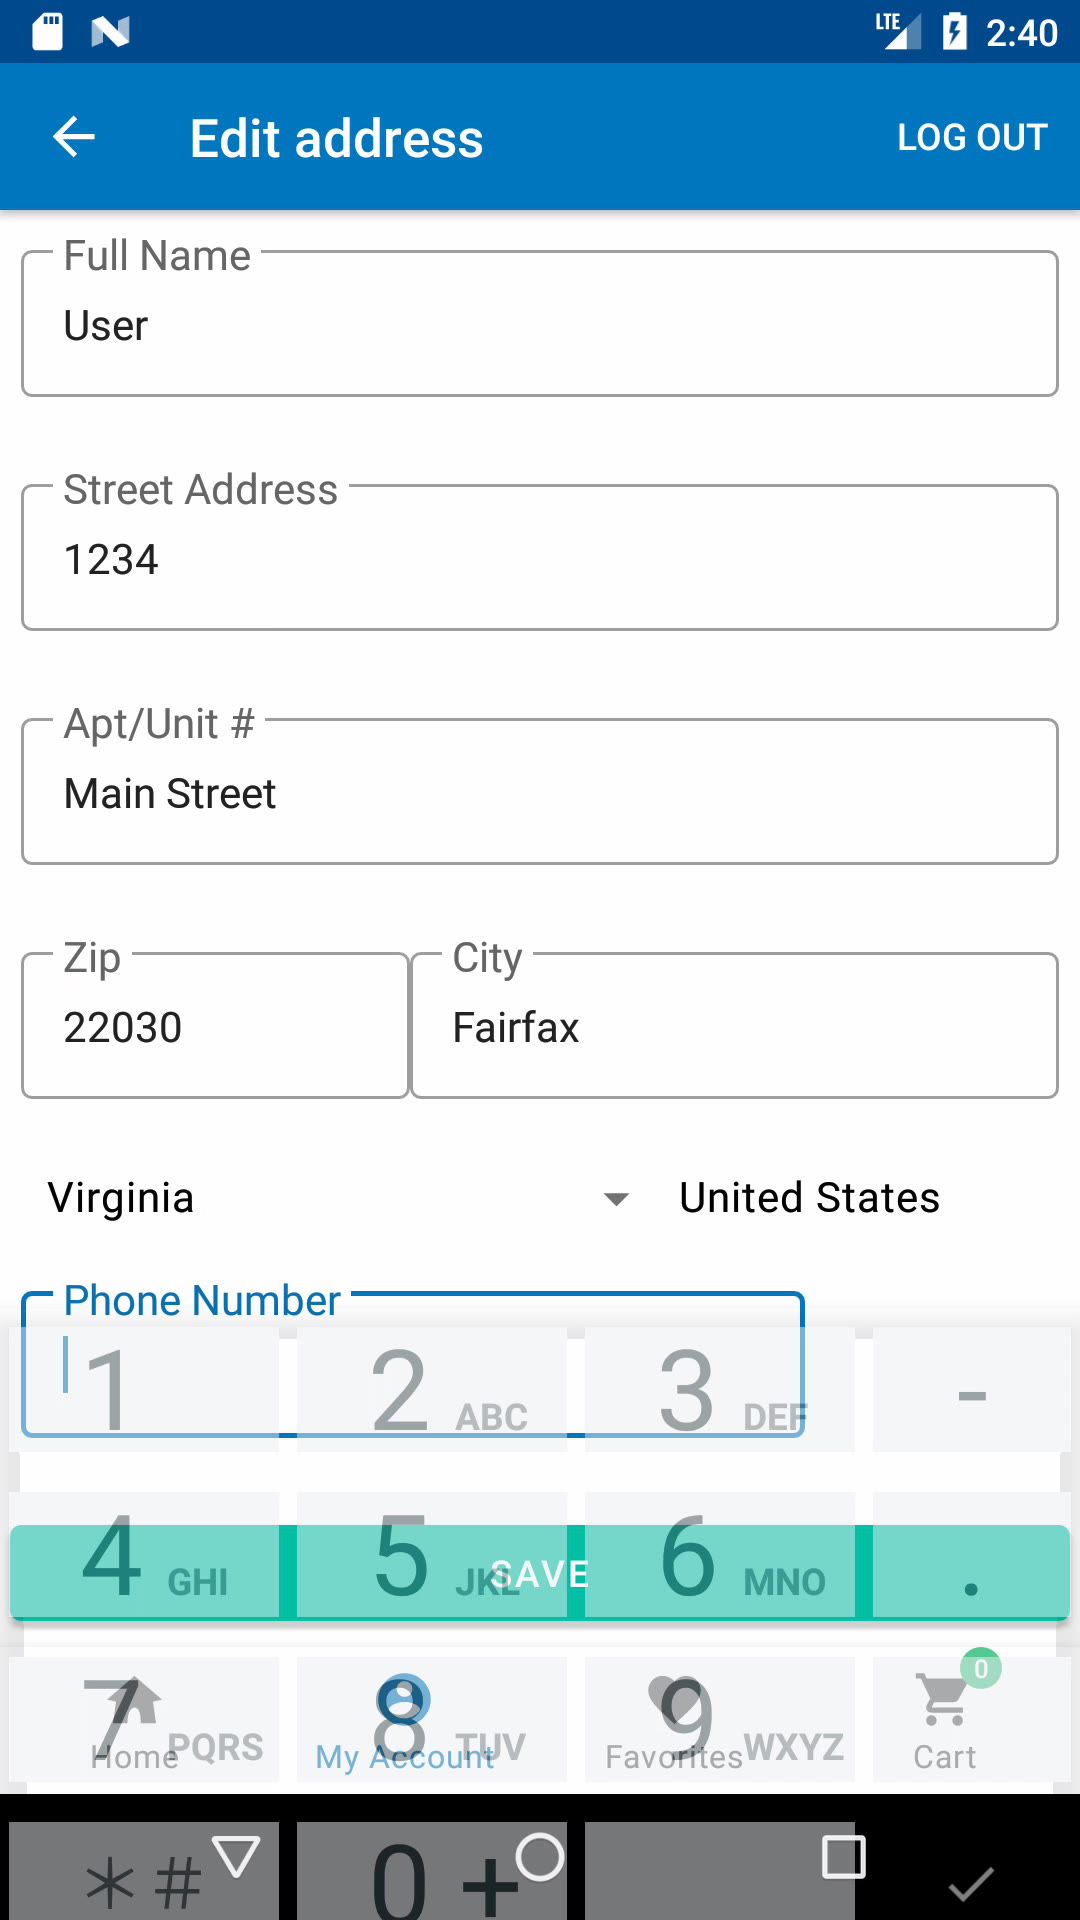 LTE 2:40
Edit address LOG OUT
Full Name
User
Street Address
1234
Apt/Unit #
Main Street
Zip City
22030 Fairfax
Virginia United States
Phone Number
1 2 ABC 3 DEF -
4 GHI 5 JKL 6 MNO .
SAVE
0
7 PQRS 8 TUV 9 WXYZ
Home My Account Favorites Cart
* # 0 +